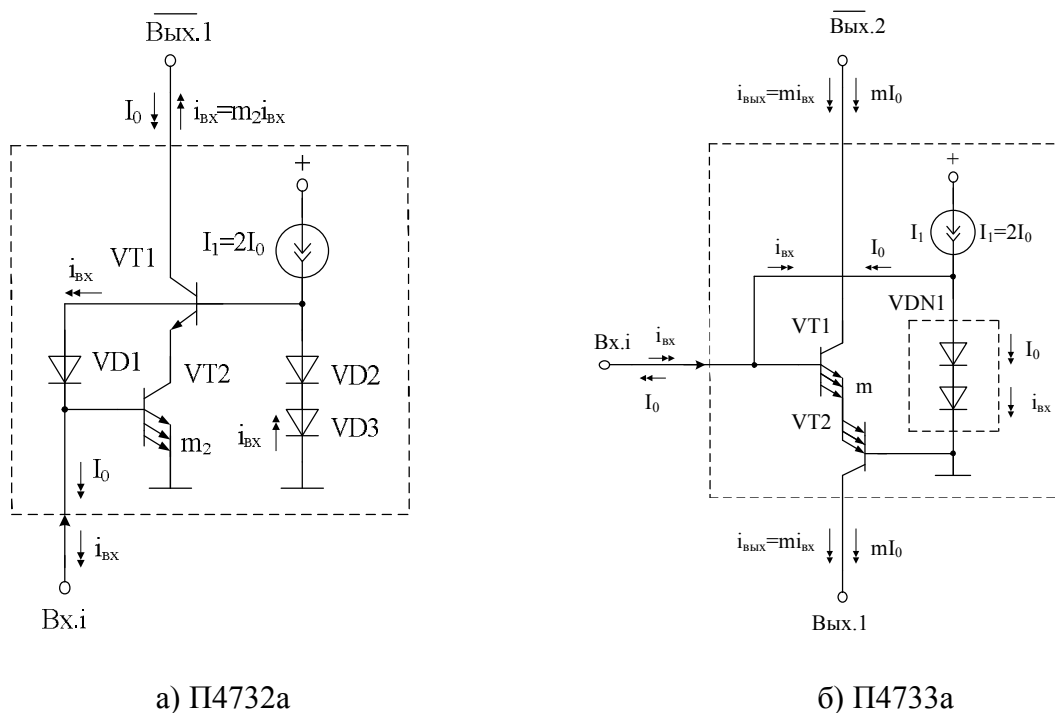 Вых.1
I₀ iвх=m₂iвх
+
I₁=2I₀
VT1
iвх
VD1
VT2
VD2
iвх VD3
m₂
I₀
iвх
Вх.i
а) П4732а
Вых.2
iвых=miвх mI₀
+
I₁ I₁=2I₀
iвх I₀
VDN1
VT1
Вх.i iвх
I₀
I₀
m
VT2
iвх
iвых=miвх mI₀
Вых.1
б) П4733а